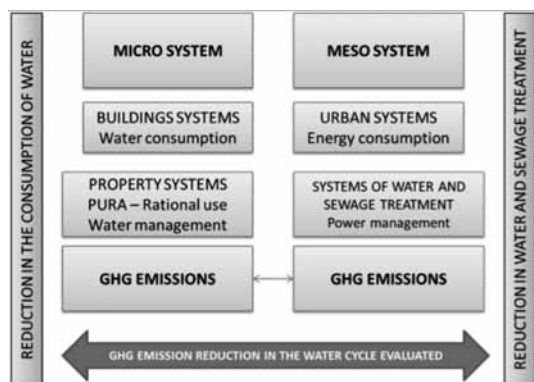 REDUCTION IN THE CONSUMPTION OF WATER
MICRO SYSTEM
BUILDINGS SYSTEMS
Water consumption
PROPERTY SYSTEMS
PURA – Rational use
Water management
GHG EMISSIONS
MESO SYSTEM
URBAN SYSTEMS
Energy consumption
SYSTEMS OF WATER AND
SEWAGE TREATMENT
Power management
GHG EMISSIONS
REDUCTION IN WATER AND SEWAGE TREATMENT
GHG EMISSION REDUCTION IN THE WATER CYCLE EVALUATED